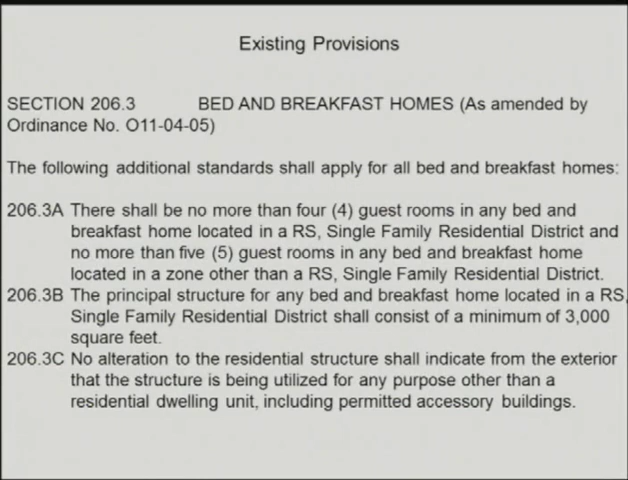 Existing Provisions
SECTION 206.3 BED AND BREAKFAST HOMES (As amended by
Ordinance No. O11-04-05)
The following additional standards shall apply for all bed and breakfast homes:
206.3A There shall be no more than four (4) guest rooms in any bed and
breakfast home located in a RS, Single Family Residential District and
no more than five (5) guest rooms in any bed and breakfast home
located in a zone other than a RS, Single Family Residential District.
206.3B The principal structure for any bed and breakfast home located in a RS,
Single Family Residential District shall consist of a minimum of 3,000
square feet.
206.3C No alteration to the residential structure shall indicate from the exterior
that the structure is being utilized for any purpose other than a
residential dwelling unit, including permitted accessory buildings.